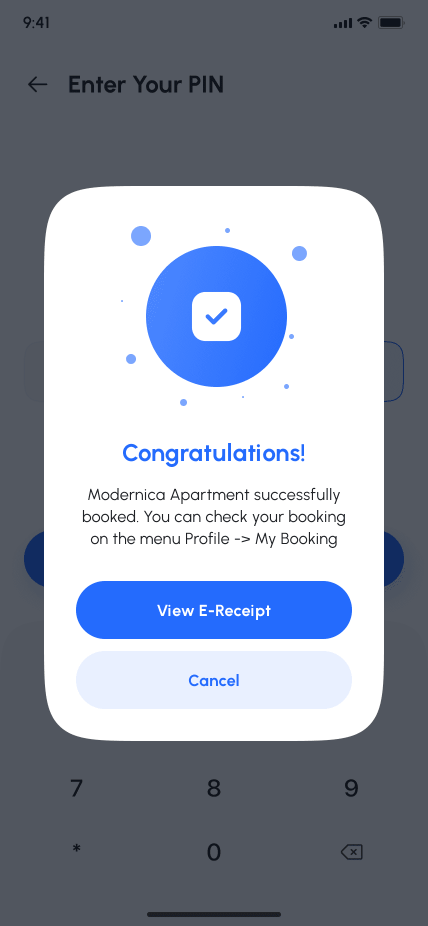 9:41
Enter Your PIN
Congratulations!
Modernica Apartment successfully
booked. You can check your booking
on the menu Profile -> My Booking
View E-Receipt
Cancel
7 8 9
* 0